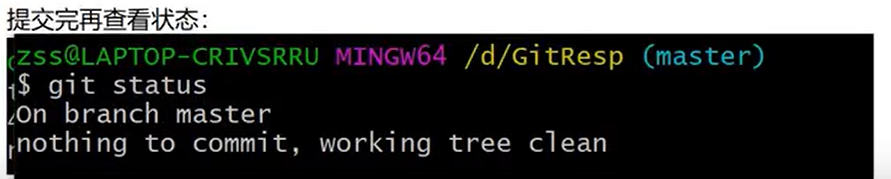 提交完再查看状态：
zss@LAPTOP-CRIVSRRU MINGW64 /d/GitResp (master)
$ git status
On branch master
nothing to commit, working tree clean